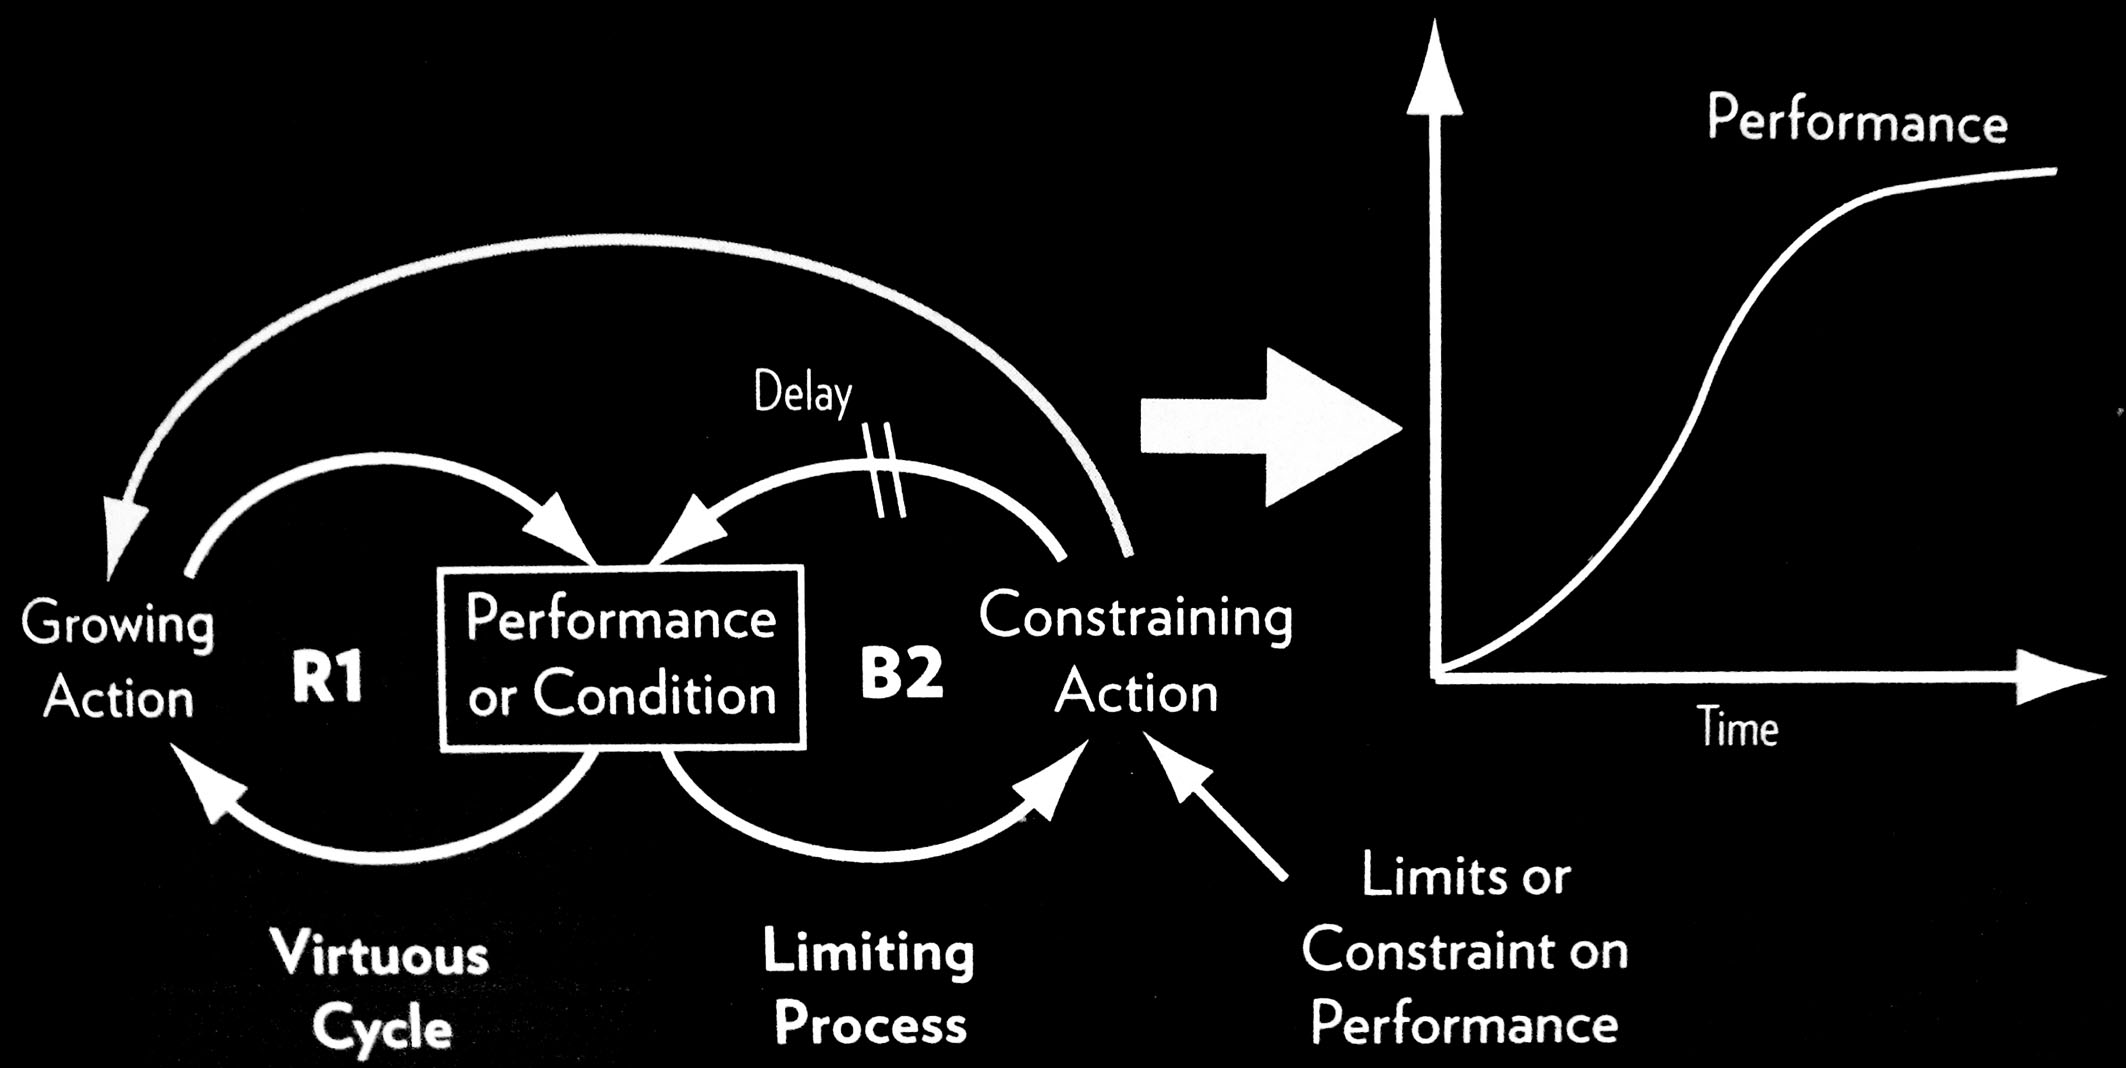 Performance
Delay
Growing
Action
R1
Performance
or Condition
B2
Constraining
Action
Time
Limits or
Constraint on
Performance
Virtuous
Cycle
Limiting
Process